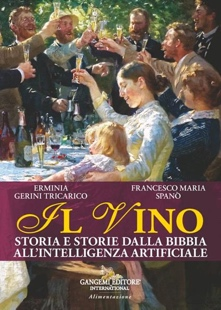 ERMINIA
GERINI TRICARICO
FRANCESCO MARIA
SPANÒ
IL VINO
STORIA E STORIE DALLA BIBBIA
ALL'INTELLIGENZA ARTIFICIALE
GANGEMI EDITORE
INTERNATIONAL
Alimentazione